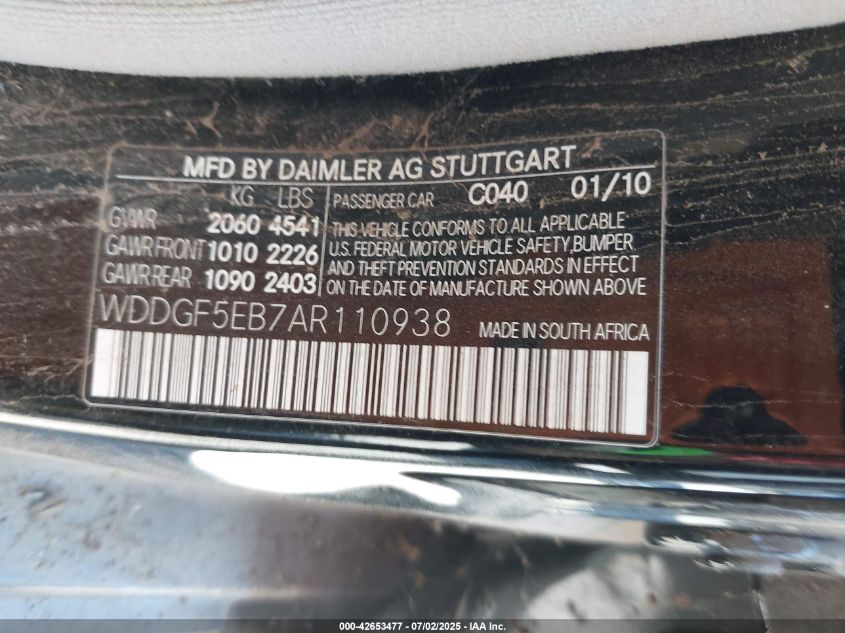 MFD BY DAIMLER AG STUTTGART
KG LBS
GVWR 2060 4541
GAWR FRONT 1010 2226
GAWR REAR 1090 2403
PASSENGER CAR C040 01/10
THIS VEHICLE CONFORMS TO ALL APPLICABLE
U.S. FEDERAL MOTOR VEHICLE SAFETY,BUMPER
AND THEFT PREVENTION STANDARDS IN EFFECT
ON THE DATE OF MANUFACTURE SHOWN ABOVE
WDDGF5EB7AR110938 MADE IN SOUTH AFRICA
000-42653477 - 07/02/2025 - IAA Inc.